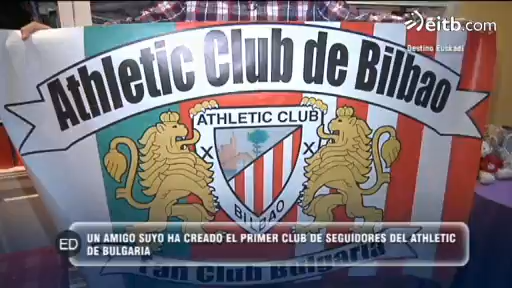 eitb.com
Destino Euskadi
Athletic Club de Bilbao
ATHLETIC CLUB
BILBAO
ED
UN AMIGO SUYO HA CREADO EL PRIMER CLUB DE SEGUIDORES DEL ATHLETIC
DE BULGARIA
Fan Club Bulgaria